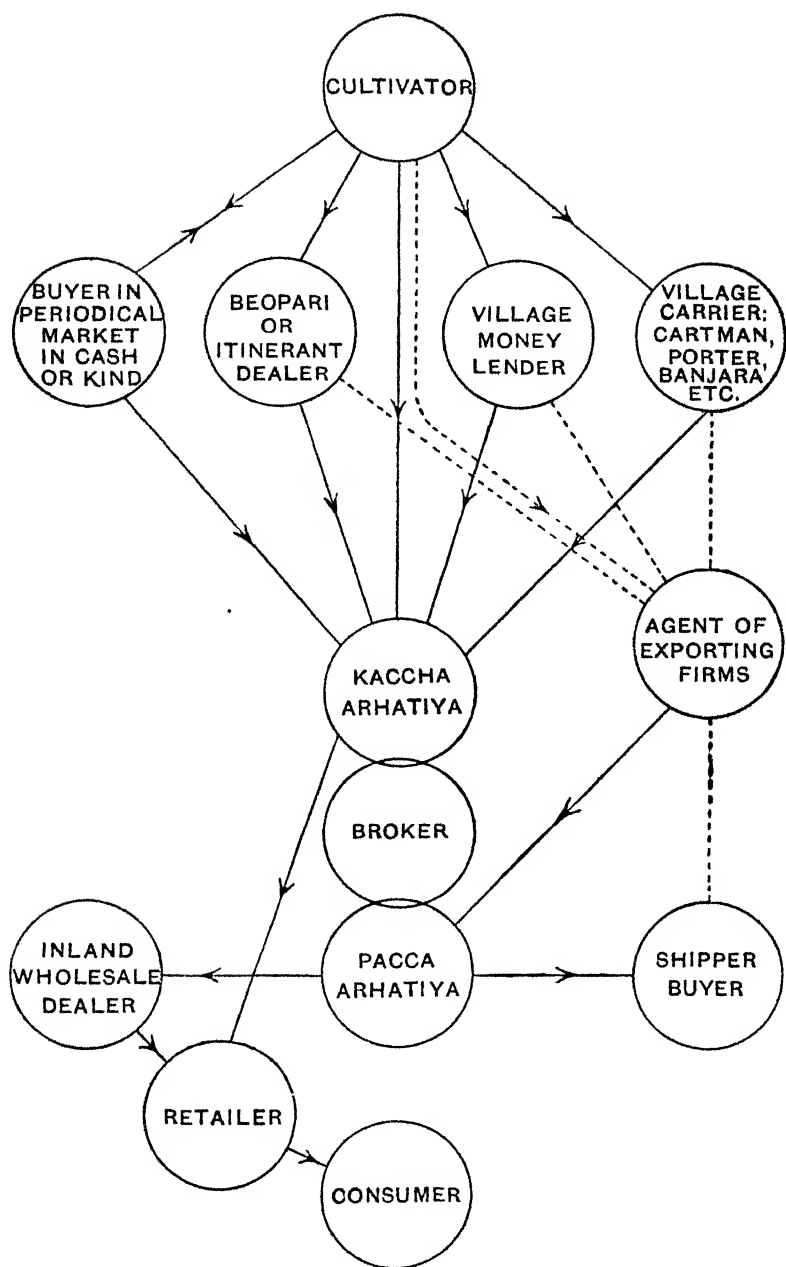 CULTIVATOR
BUYER IN
PERIODICAL
MARKET
IN CASH
OR KIND
BEOPARI
OR
ITINERANT
DEALER
VILLAGE
MONEY
LENDER
VILLAGE
CARRIER:
CARTMAN,
PORTER,
BANJARA,
ETC.
KACCHA
ARHATIYA
AGENT OF
EXPORTING
FIRMS
BROKER
INLAND
WHOLESALE
DEALER
PACCA
ARHATIYA
SHIPPER
BUYER
RETAILER
CONSUMER